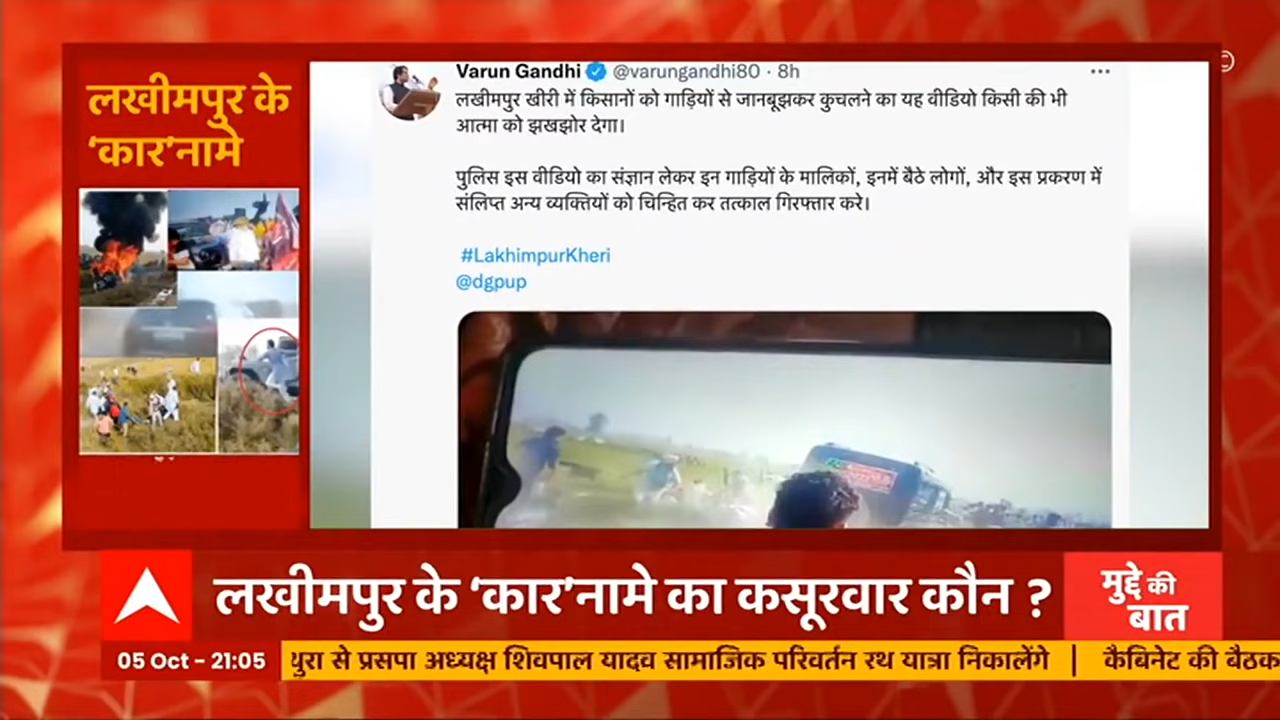 लखीमपुर के
‘कार’नामे
Varun Gandhi @varungandhi80 · 8h
लखीमपुर खीरी में किसानों को गाड़ियों से जानबूझकर कुचलने का यह वीडियो किसी की भी
आत्मा को झखझोर देगा।
पुलिस इस वीडियो का संज्ञान लेकर इन गाड़ियों के मालिकों, इनमें बैठे लोगों, और इस प्रकरण में
संलिप्त अन्य व्यक्तियों को चिन्हित कर तत्काल गिरफ्तार करे।
#LakhimpurKheri
@dgpup
लखीमपुर के ‘कार’नामे का कसूरवार कौन ?
मुद्दे की
बात
05 Oct - 21:05
थुरा से प्रसपा अध्यक्ष शिवपाल यादव सामाजिक परिवर्तन रथ यात्रा निकालेंगे | कैबिनेट की बैठक